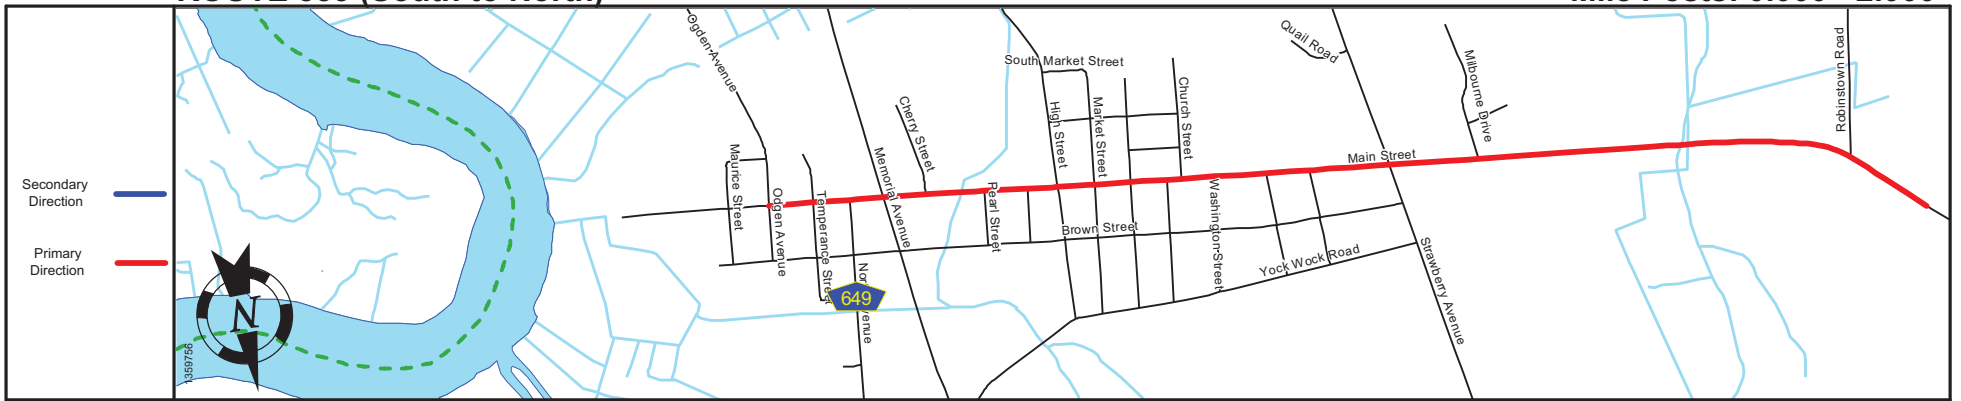 Secondary
Direction
Primary
Direction
Ogden Avenue
South Market Street
Quail Road
Milbourne Drive
Robinstown Road
Cherry Street
High Street
Market Street
Church Street
Maurice Street
Memorial Avenue
Main Street
Odgen Avenue
Temperance Street
Pearl Street
Washington Street
Brown Street
Yock Wock Road
Strawberry Avenue
649
N
1359756